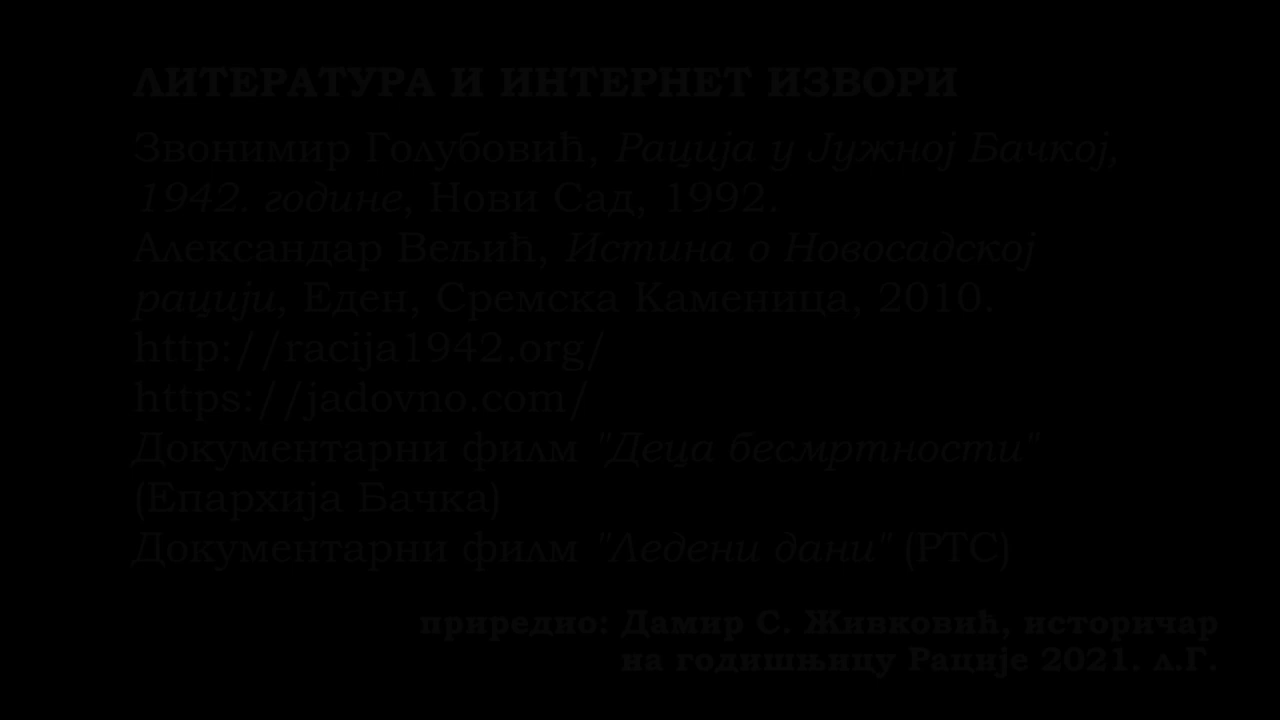 ЛИТЕРАТУРА И ИНТЕРНЕТ ИЗВОРИ
Звонимир Голубовић, Рација у Јужној Бачкој,
1942. године, Нови Сад, 1992.
Александар Вељић, Истина о Новосадској
рацији, Еден, Сремска Каменица, 2010.
http://racija1942.org/
https://jadovno.com/
Документарни филм "Деца бесмртности"
(Епархија Бачка)
Документарни филм "Ледени дани" (РТС)
приредио: Дамир С. Живковић, историчар
на годишњицу Рације 2021. л.Г.